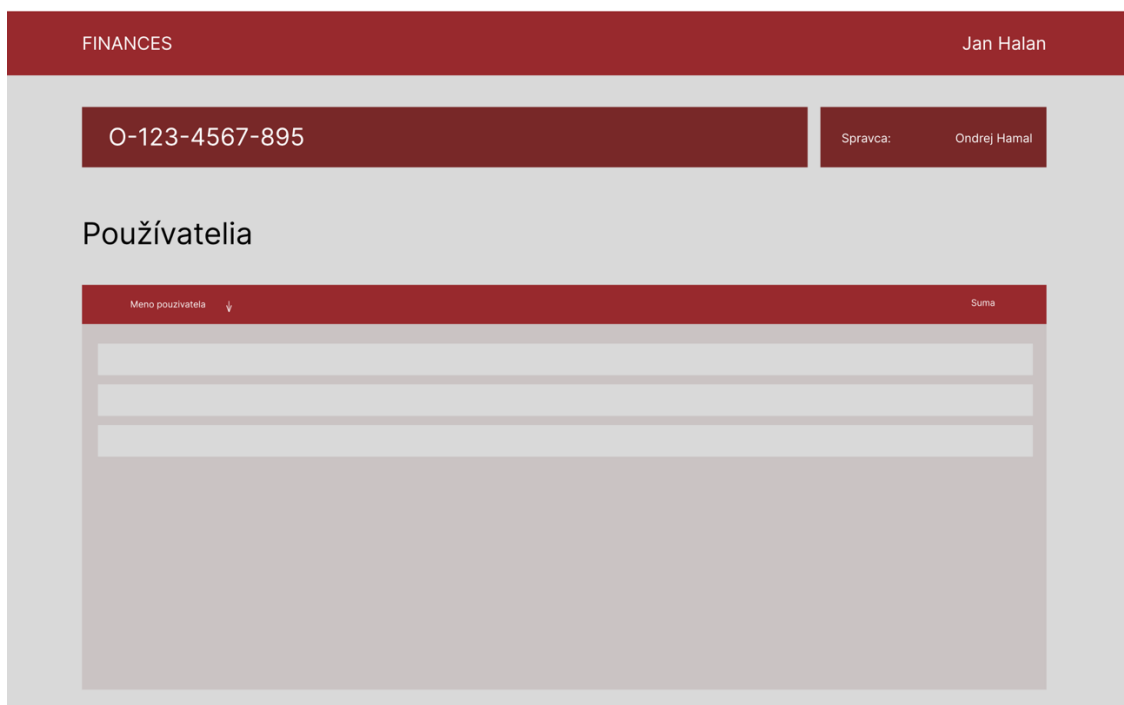 FINANCES Jan Halan
O-123-4567-895 Spravca: Ondrej Hamal
Používatelia
Meno pouzivatela Suma